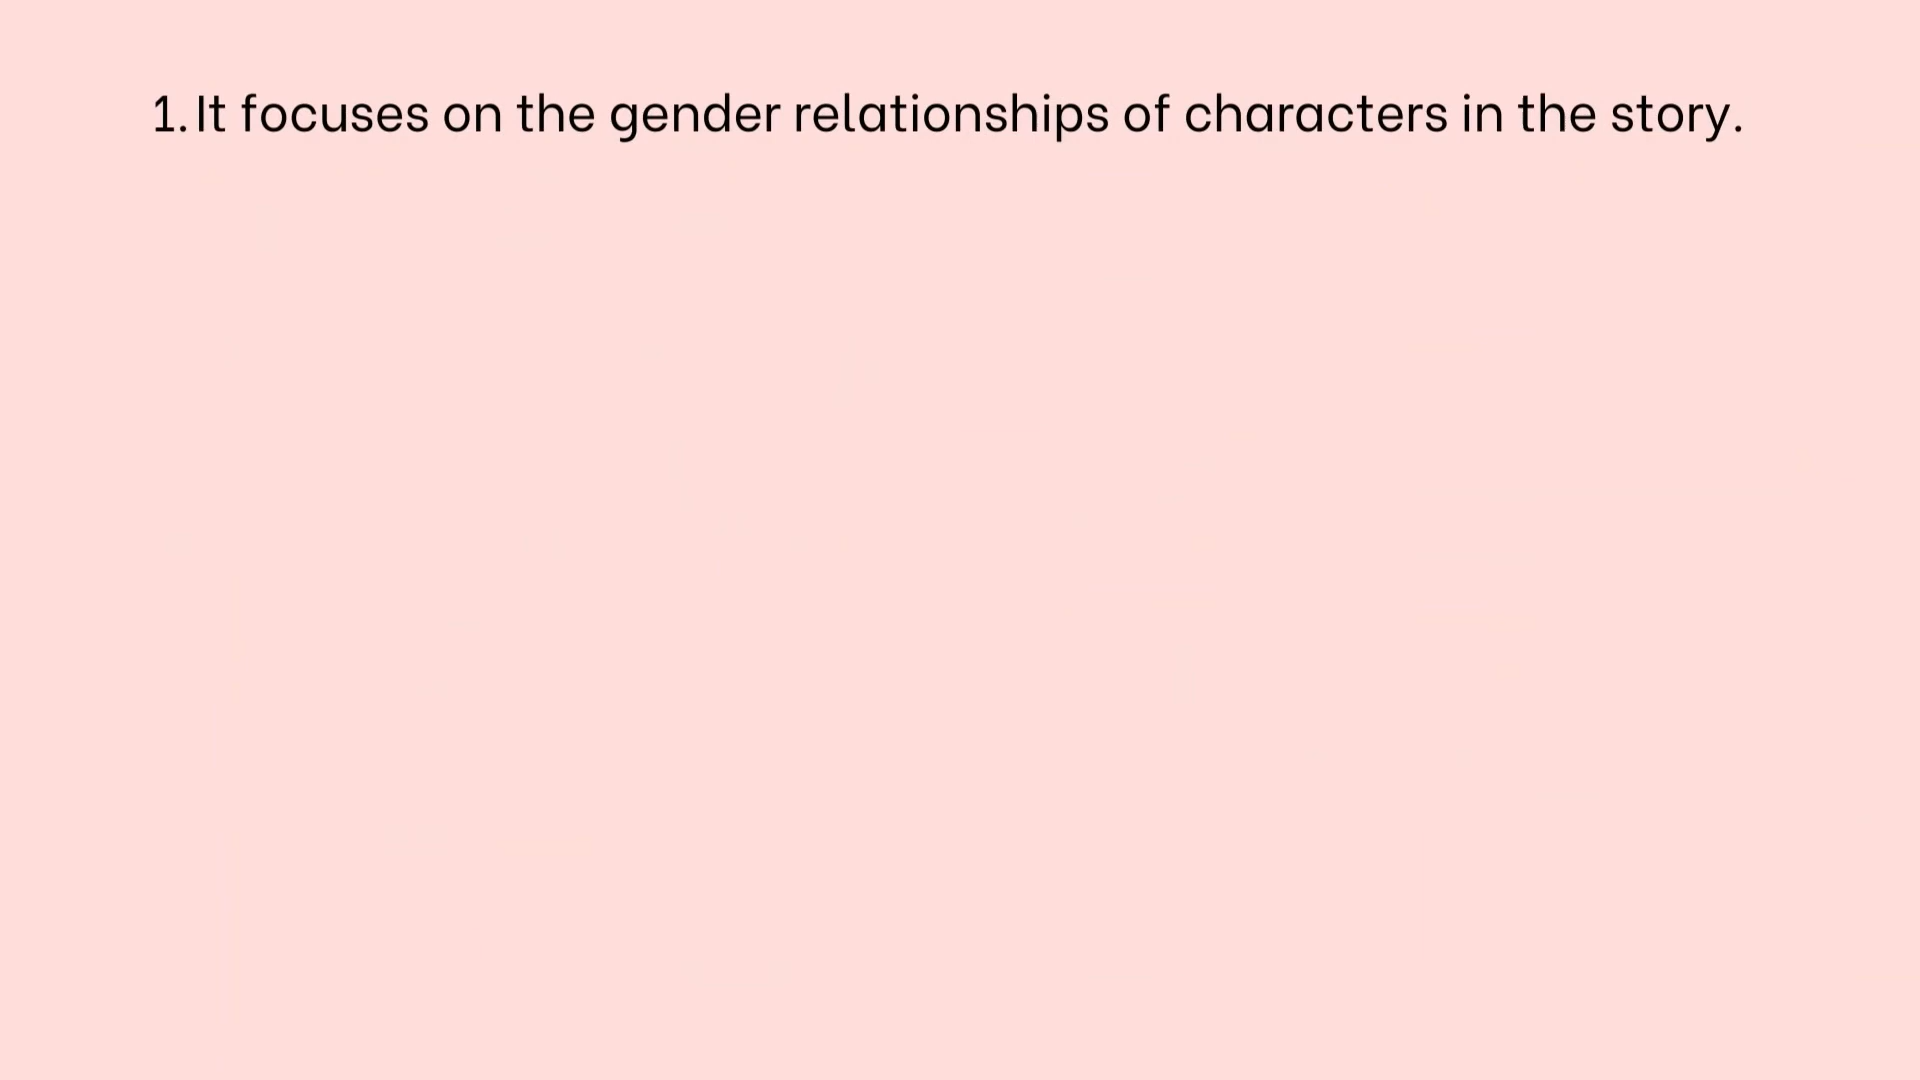 1. It focuses on the gender relationships of characters in the story.